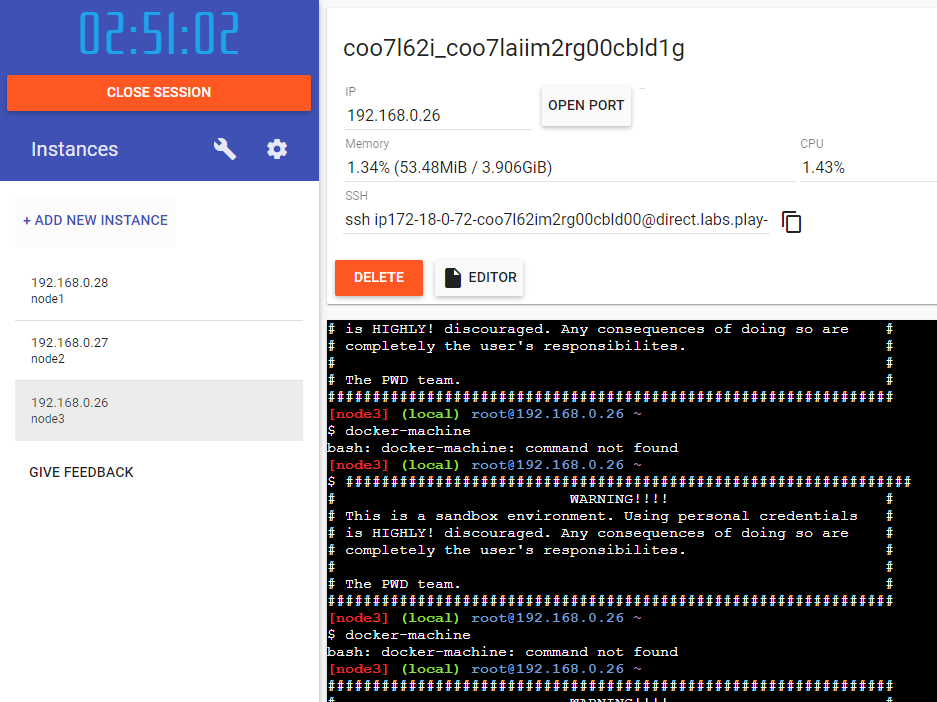 02:51:02
CLOSE SESSION
Instances
+ ADD NEW INSTANCE
192.168.0.28
node1
192.168.0.27
node2
192.168.0.26
node3
GIVE FEEDBACK
coo7l62i_coo7laiim2rg00cbld1g
IP
192.168.0.26
OPEN PORT
Memory
1.34% (53.48MiB / 3.906GiB)
CPU
1.43%
SSH
ssh ip172-18-0-72-coo7l62im2rg00cbld00@direct.labs.play-
DELETE
EDITOR
# is HIGHLY! discouraged. Any consequences of doing so are #
# completely the user's responsibilites. #
# #
# The PWD team. #
###############################################################
[node3] (local) root@192.168.0.26 ~
$ docker-machine
bash: docker-machine: command not found
[node3] (local) root@192.168.0.26 ~
$ ###############################################################
# WARNING!!!! #
# This is a sandbox environment. Using personal credentials #
# is HIGHLY! discouraged. Any consequences of doing so are #
# completely the user's responsibilites. #
# #
# The PWD team. #
###############################################################
[node3] (local) root@192.168.0.26 ~
$ docker-machine
bash: docker-machine: command not found
[node3] (local) root@192.168.0.26 ~
###############################################################
# WARNING!!!! #